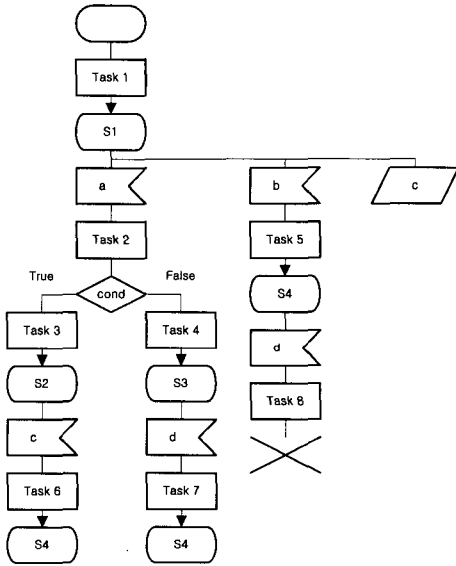 Task 1
S1
a
b
c
Task 2
Task 5
True
False
cond
S4
Task 3
Task 4
d
S2
S3
Task 8
c
d
Task 6
Task 7
S4
S4